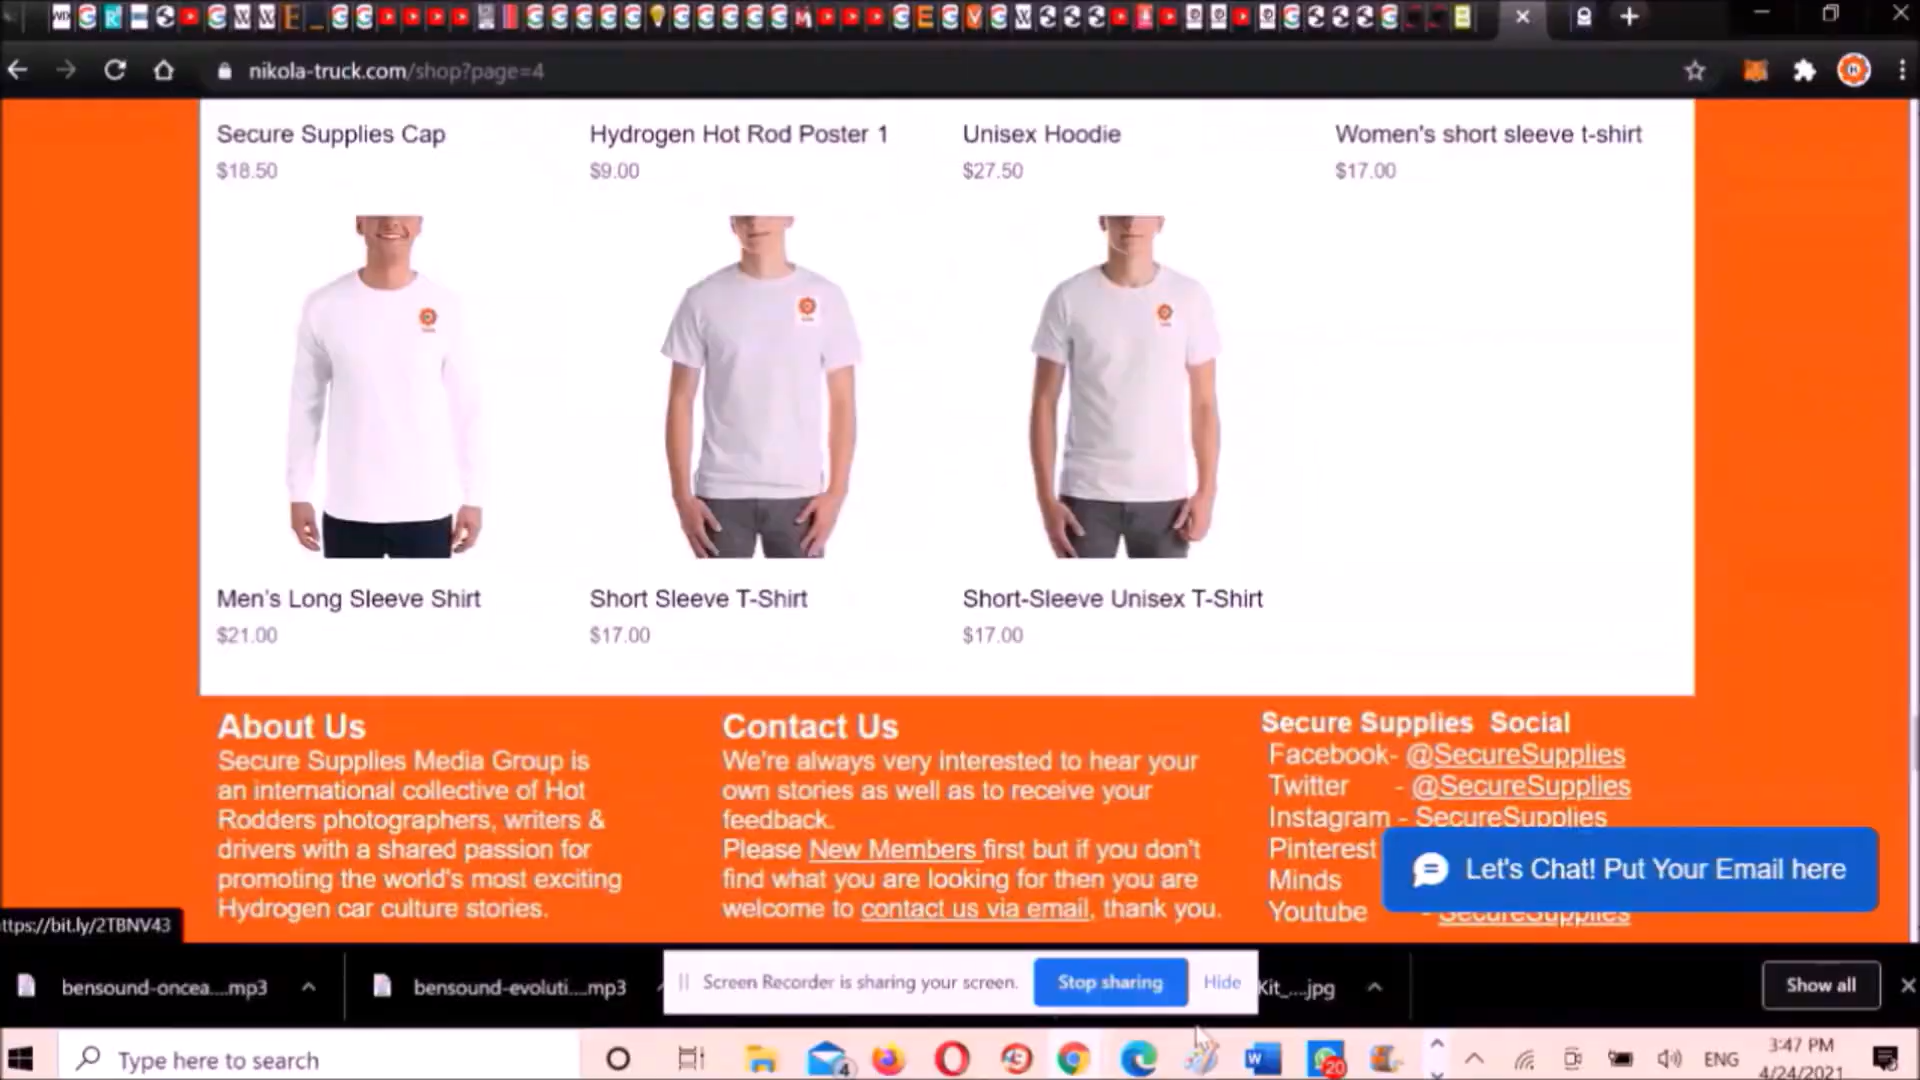 nikola-truck.com/shop?page=4
Secure Supplies Cap
$18.50
Hydrogen Hot Rod Poster 1
$9.00
Unisex Hoodie
$27.50
Women's short sleeve t-shirt
$17.00
Men's Long Sleeve Shirt
$21.00
Short Sleeve T-Shirt
$17.00
Short-Sleeve Unisex T-Shirt
$17.00
About Us
Secure Supplies Media Group is
an international collective of Hot
Rodders photographers, writers &
drivers with a shared passion for
promoting the world's most exciting
Hydrogen car culture stories.
Contact Us
We're always very interested to hear your
own stories as well as to receive your
feedback.
Please New Members first but if you don't
find what you are looking for then you are
welcome to contact us via email, thank you.
Secure Supplies Social
Facebook- @SecureSupplies
Twitter - @SecureSupplies
Instagram - SecureSupplies
Pinterest
Minds
Youtube - SecureSupplies
Let's Chat! Put Your Email here
ttps://bit.ly/2TBNV43
bensound-oncea....mp3
bensound-evoluti....mp3
Screen Recorder is sharing your screen.
Stop sharing
Hide
Kit_....jpg
Show all
Type here to search
4
20
ENG
3:47 PM
4/24/2021